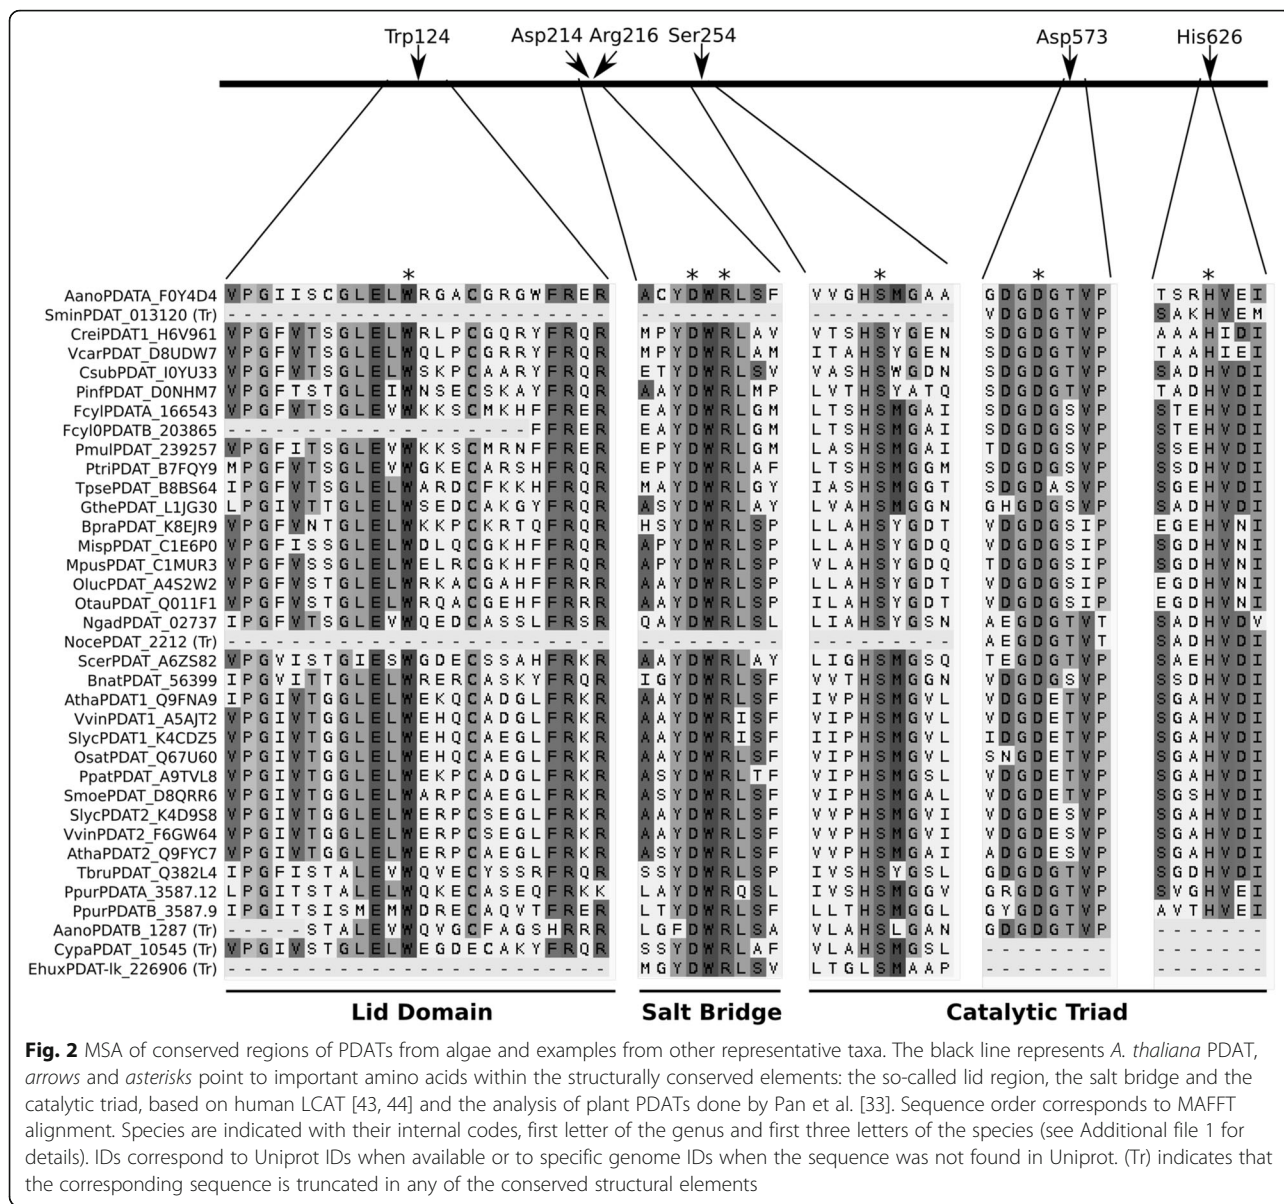 Trp124 Asp214 Arg216 Ser254 Asp573 His626
* * * * * *
AanoPDATA_F0Y4D4 VPGIISCGLELWRGACGRGWFRER ACYDWRLSF VVGHSMGAA GDGDGTVP TSRHVEI
SminPDAT_013120 (Tr) ------------------------ --------- --------- VDGDGTVP SAKHVEM
CreiPDAT1_H6V961 VPGFVTSGLELWRLPCGQRYFRQR MPYDWRLAV VTSHSYGEN SDGDGTVP AAAHIDI
VcarPDAT_D8UDW7 VPGFVTSGLELWQLPCGRRYFRQR MPYDWRLAM ITAHSYGEN SDGDGTVP TAAHIEI
CsubPDAT_I0YU33 VPGFVTSGLELWSKPCAARYFRQR ETYDWRLSV VASHSWGDN SDGDGTVP SADHVDI
PinfPDAT_D0NHM7 VPGFTSTGLEIWNSECSKAYFRQR AAYDWRLMP LVTHSYATQ SDGDGTVP TADHVDI
FcylPDATA_166543 VPGFVTSGLEVWKKSCMKHFFRER EAYDWRLGM LTSHSMGAI SDGDGSVP STEHVDI
Fcyl0PDATB_203865 -------------------FFRER EAYDWRLGM LTSHSMGAI SDGDGSVP STEHVDI
PmulPDAT_239257 VPGFITSGLEVWKKSCMRNFFRER EPYDWRLGM LASHSMGAI TDGDGSVP SSEHVDI
PtriPDAT_B7FQY9 MPGFVTSGLEVWGKECARSHFRQR EPYDWRLAF LTSHSMGGM SDGDGSVP SSDHVDI
TpsePDAT_B8BS64 IPGFVTSGLELWARDCFKKHFRQR MAYDWRLGY IASHSMGGT SDGDASVP SGEHVDI
GthePDAT_L1JG30 LPGIVTTGLELWSEDCAKGYFRQR ASYDWRLAY LVAHSMGGN GHGDGSVP SADHVDI
BpraPDAT_K8EJR9 VPGFVNTGLELWKKPCKRTQFRQR HSYDWRLSP LLAHSYGDT VDGDGSIP EGEHVNI
MispPDAT_C1E6P0 VPGFISSGLELWDLQCGKHFFRQR APYDWRLSP LLAHSYGDQ VDGDGSIP SGDHVNI
MpusPDAT_C1MUR3 VPGFVSSGLELWELRCGKHFFRQR AAYDWRLSP VLAHSYGDQ TDGDGSIP SGDHVNI
OlucPDAT_A4S2W2 VPGFVSTGLELWRKACGAHFFRRR AAYDWRLSP LLAHSYGDT VDGDGSIP EGDHVNI
OtauPDAT_Q011F1 VPGFVSTGLELWRQACGEHFFRRR AAYDWRLSP ILAHSYGDT VDGDGSIP EGDHVNI
NgadPDAT_02737 IPGFVSTGLEVWQEDCASSLFRSR QAYDWRLSL LIAHSYGSN AEGDGTVT SADHVDV
NocePDAT_2212 (Tr) ------------------------ --------- --------- AEGDGTVT SADHVDI
ScerPDAT_A6ZS82 VPGVISTGIESWGDECSSAHFRKR AAYDWRLAY LIGHSMGSQ TEGDGTVP SAEHVDI
BnatPDAT_56399 IPGVITTGLELWRERCASKYFRQR IGYDWRLSF VVTHSMGGN VDGDGSVP SSDHVDI
AthaPDAT1_Q9FNA9 IPGIVTGGLELWEKQCADGLFRKR AAYDWRLSF IVPHSMGVL VDGDETVP SGAHVDI
VvinPDAT1_A5AJT2 VPGIVTGGLELWEHQCADGLFRKR AAYDWRISF VIPHSMGVL VDGDETVP SGAHVDI
SlycPDAT1_K4CDZ5 VPGIVTGGLELWEHQCAEGLFRKR AAYDWRISF IIPHSMGVL IDGDETVP SGAHVDI
OsatPDAT_Q67U60 VPGIVTGGLELWEHQCAEGLFRKR AAYDWRLSF VIPHSMGVL SNGDETVP SGAHVDI
PpatPDAT_A9TVL8 VPGIVTGGLELWEKPCADGLFRKR ASYDWRLTF VIPHSMGSL VDGDETVP SGAHVDI
SmoePDAT_D8QRR6 VPGIVTGGLELWARPCAEGLFRKR ASYDWRLSF VIPHSMGAL VDGDETVP SGSHVDI
SlycPDAT2_K4D9S8 VPGIVTGGLELWERPCSEGLFRKR AAYDWRLSF VVPHSMGVI VDGDESVP SGAHVDI
VvinPDAT2_F6GW64 VPGIVTGGLELWERPCSEGLFRKR AAYDWRLSF VVPHSMGVI VDGDESVP SGAHVDI
AthaPDAT2_Q9FYC7 VPGIVTGGLELWERPCAEGLFRKR ASYDWRLSF VVPHSMGAI ADGDESVP SGAHVDI
TbruPDAT_Q382L4 IPGFISTALEVWQVECYSSRFRQR SSYDWRLSP VVSHSYGSL GDGDGTVP SGDHVDI
PpurPDATA_3587.12 LPGITSTALELWQKECASEQFRKK LAYDWRQSL IVSHSMGGV GRGDGTVP SVGHVEI
PpurPDATB_3587.9 IPGITSISMEMWDRECAQVTFRER LTYDWRLSF LLTHSMGGL GYGDGTVP AVTHVEI
AanoPDATB_1287 (Tr) -----STALEVWQVGCFAGSHRRR LGFDWRLSA VLAHSLGAN GDGDGTVP -------
CypaPDAT_10545 (Tr) VPGIVSTGLELWEGDECAKYFRQR SSYDWRLAF VLAHSMGSL -------- -------
EhuxPDAT-lk_226906 (Tr) ------------------------ MGYDWRLSV LTGLSMAAP -------- -------
Lid Domain Salt Bridge Catalytic Triad
Fig. 2 MSA of conserved regions of PDATs from algae and examples from other representative taxa. The black line represents A. thaliana PDAT,
arrows and asterisks point to important amino acids within the structurally conserved elements: the so-called lid region, the salt bridge and the
catalytic triad, based on human LCAT [43, 44] and the analysis of plant PDATs done by Pan et al. [33]. Sequence order corresponds to MAFFT
alignment. Species are indicated with their internal codes, first letter of the genus and first three letters of the species (see Additional file 1 for
details). IDs correspond to Uniprot IDs when available or to specific genome IDs when the sequence was not found in Uniprot. (Tr) indicates that
the corresponding sequence is truncated in any of the conserved structural elements